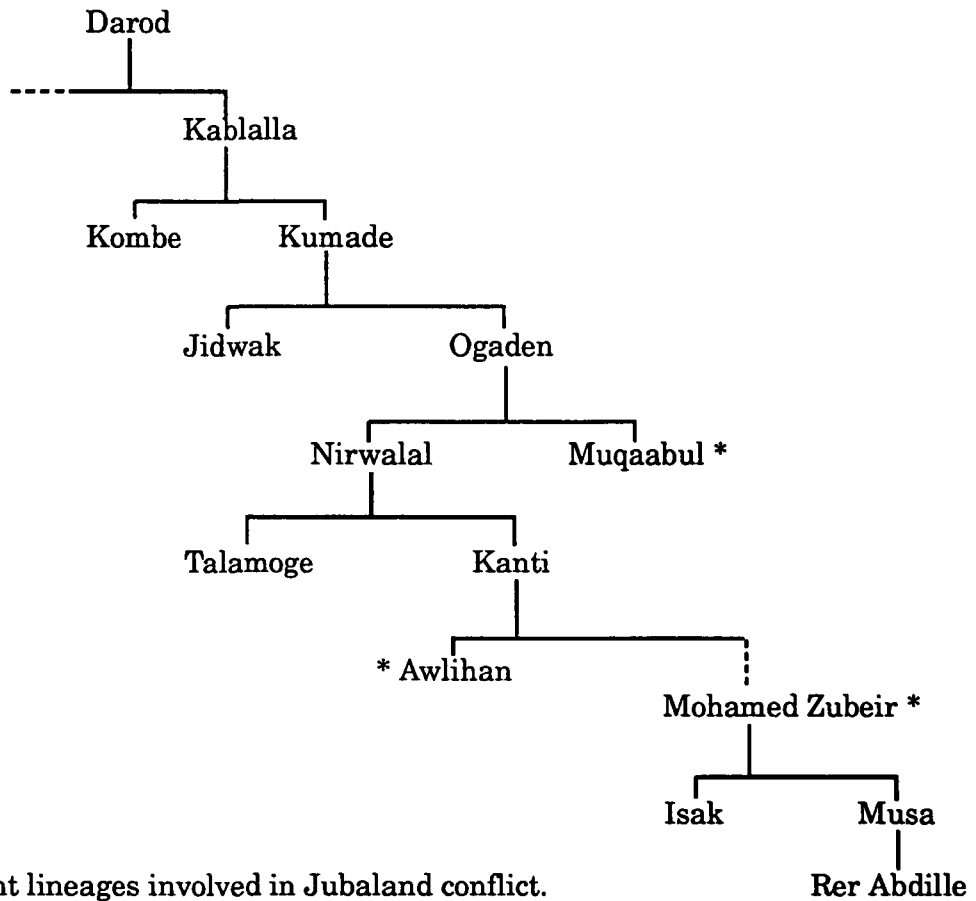 Darod
Kablalla
Kombe Kumade
Jidwak Ogaden
Nirwalal Muqaabul *
Talamoge Kanti
* Awlihan
Mohamed Zubeir *
Isak Musa
lineages involved in Jubaland conflict. Rer Abdille